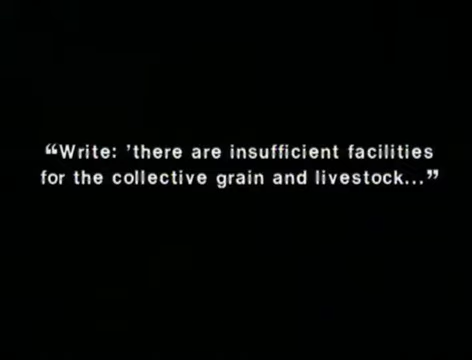 “Write: ’there are insufficient facilities
for the collective grain and livestock...”